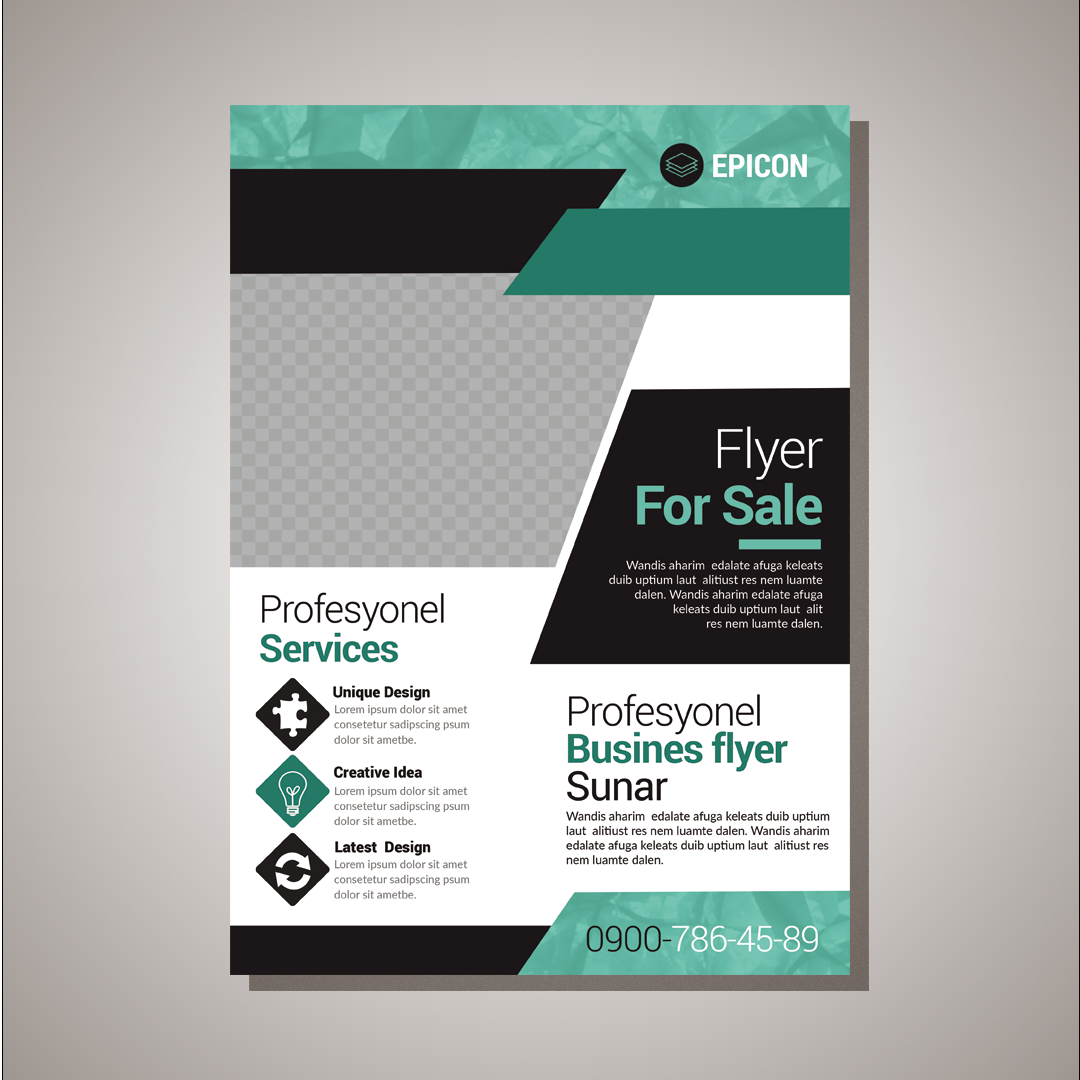 EPICON
Flyer
For Sale
Wandis aharim edalate afuga keleats
duib uptium laut alitiust res nem luamte
dalen. Wandis aharim edalate afuga
keleats duib uptium laut alit
res nem luamte dalen.
Profesyonel
Services
Unique Design
Lorem ipsum dolor sit amet
consetetur sadipscing psum
dolor sit ametbe.
Creative Idea
Lorem ipsum dolor sit amet
consetetur sadipscing psum
dolor sit ametbe.
Latest Design
Lorem ipsum dolor sit amet
consetetur sadipscing psum
dolor sit ametbe.
Profesyonel
Busines flyer
Sunar
Wandis aharim edalate afuga keleats duib uptium
laut alitiust res nem luamte dalen. Wandis aharim
edalate afuga keleats duib uptium laut alitiust res
nem luamte dalen.
0900-786-45-89